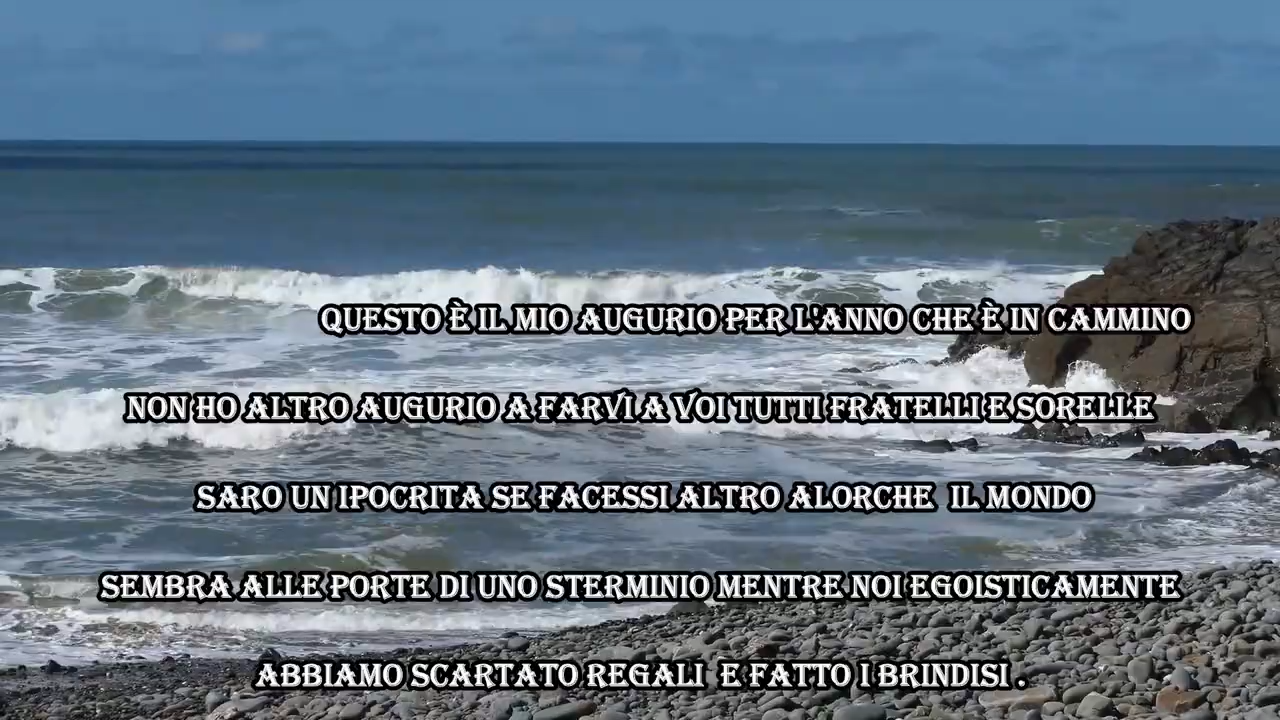 QUESTO È IL MIO AUGURIO PER L'ANNO CHE È IN CAMMINO
NON HO ALTRO AUGURIO A FARVI A VOI TUTTI FRATELLI E SORELLE
SARO UN IPOCRITA SE FACESSI ALTRO ALORCHE IL MONDO
SEMBRA ALLE PORTE DI UNO STERMINIO MENTRE NOI EGOISTICAMENTE
ABBIAMO SCARTATO REGALI E FATTO I BRINDISI .